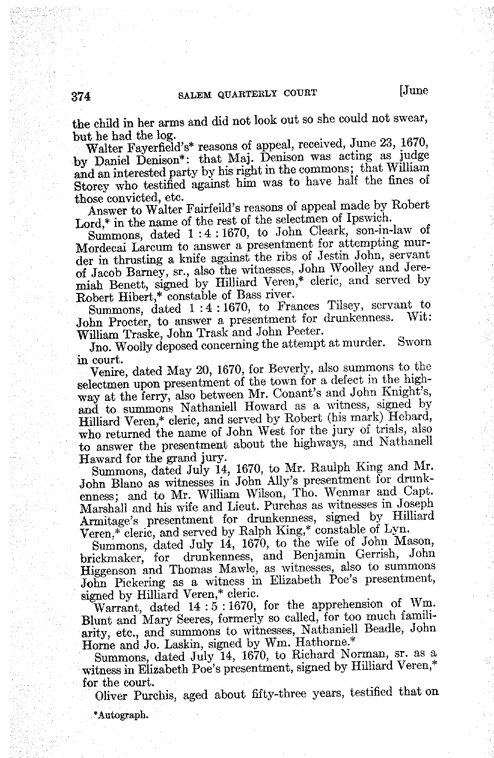 374 SALEM QUARTERLY COURT [June
the child in her arms and did not look out so she could not swear,
but he had the log.
Walter Fayerfield's* reasons of appeal, received, June 23, 1670,
by Daniel Denison*: that Maj. Denison was acting as judge
and an interested party by his right in the commons; that William
Storey who testified against him was to have half the fines of
those convicted, etc.
Answer to Walter Fairfeild's reasons of appeal made by Robert
Lord,* in the name of the rest of the selectmen of Ipswich.
Summons, dated 1 : 4 : 1670, to John Cleark, son-in-law of
Mordecai Larcum to answer a presentment for attempting mur-
der in thrusting a knife against the ribs of Jestin John, servant
of Jacob Barney, sr., also the witnesses, John Woolley and Jere-
miah Benett, signed by Hilliard Veren,* cleric, and served by
Robert Hibert,* constable of Bass river.
Summons, dated 1 : 4 : 1670, to Frances Tilsey, servant to
John Procter, to answer a presentment for drunkenness. Wit:
William Traske, John Trask and John Peeter.
Jno. Woolly deposed concerning the attempt at murder. Sworn
in court.
Venire, dated May 20, 1670, for Beverly, also summons to the
selectmen upon presentment of the town for a defect in the high-
way at the ferry, also between Mr. Conant's and John Knight's,
and to summons Nathaniell Howard as a witness, signed by
Hilliard Veren,* cleric, and served by Robert (his mark) Hebard,
who returned the name of John West for the jury of trials, also
to answer the presentment about the highways, and Nathanell
Haward for the grand jury.
Summons, dated July 14, 1670, to Mr. Raulph King and Mr.
John Blano as witnesses in John Ally's presentment for drunk-
enness; and to Mr. William Wilson, Tho. Wenmar and Capt.
Marshall and his wife and Lieut. Purchas as witnesses in Joseph
Armitage's presentment for drunkenness, signed by Hilliard
Veren,* cleric, and served by Ralph King,* constable of Lyn.
Summons, dated July 14, 1670, to the wife of John Mason,
brickmaker, for drunkenness, and Benjamin Gerrish, John
Higgenson and Thomas Mawle, as witnesses, also to summons
John Pickering as a witness in Elizabeth Poe's presentment,
signed by Hilliard Veren,* cleric.
Warrant, dated 14 : 5 : 1670, for the apprehension of Wm.
Blunt and Mary Seeres, formerly so called, for too much famili-
arity, etc., and summons to witnesses, Nathaniell Beadle, John
Horne and Jo. Laskin, signed by Wm. Hathorne.*
Summons, dated July 14, 1670, to Richard Norman, sr. as a
witness in Elizabeth Poe's presentment, signed by Hilliard Veren,*
for the court.
Oliver Purchis, aged about fifty-three years, testified that on
*Autograph.